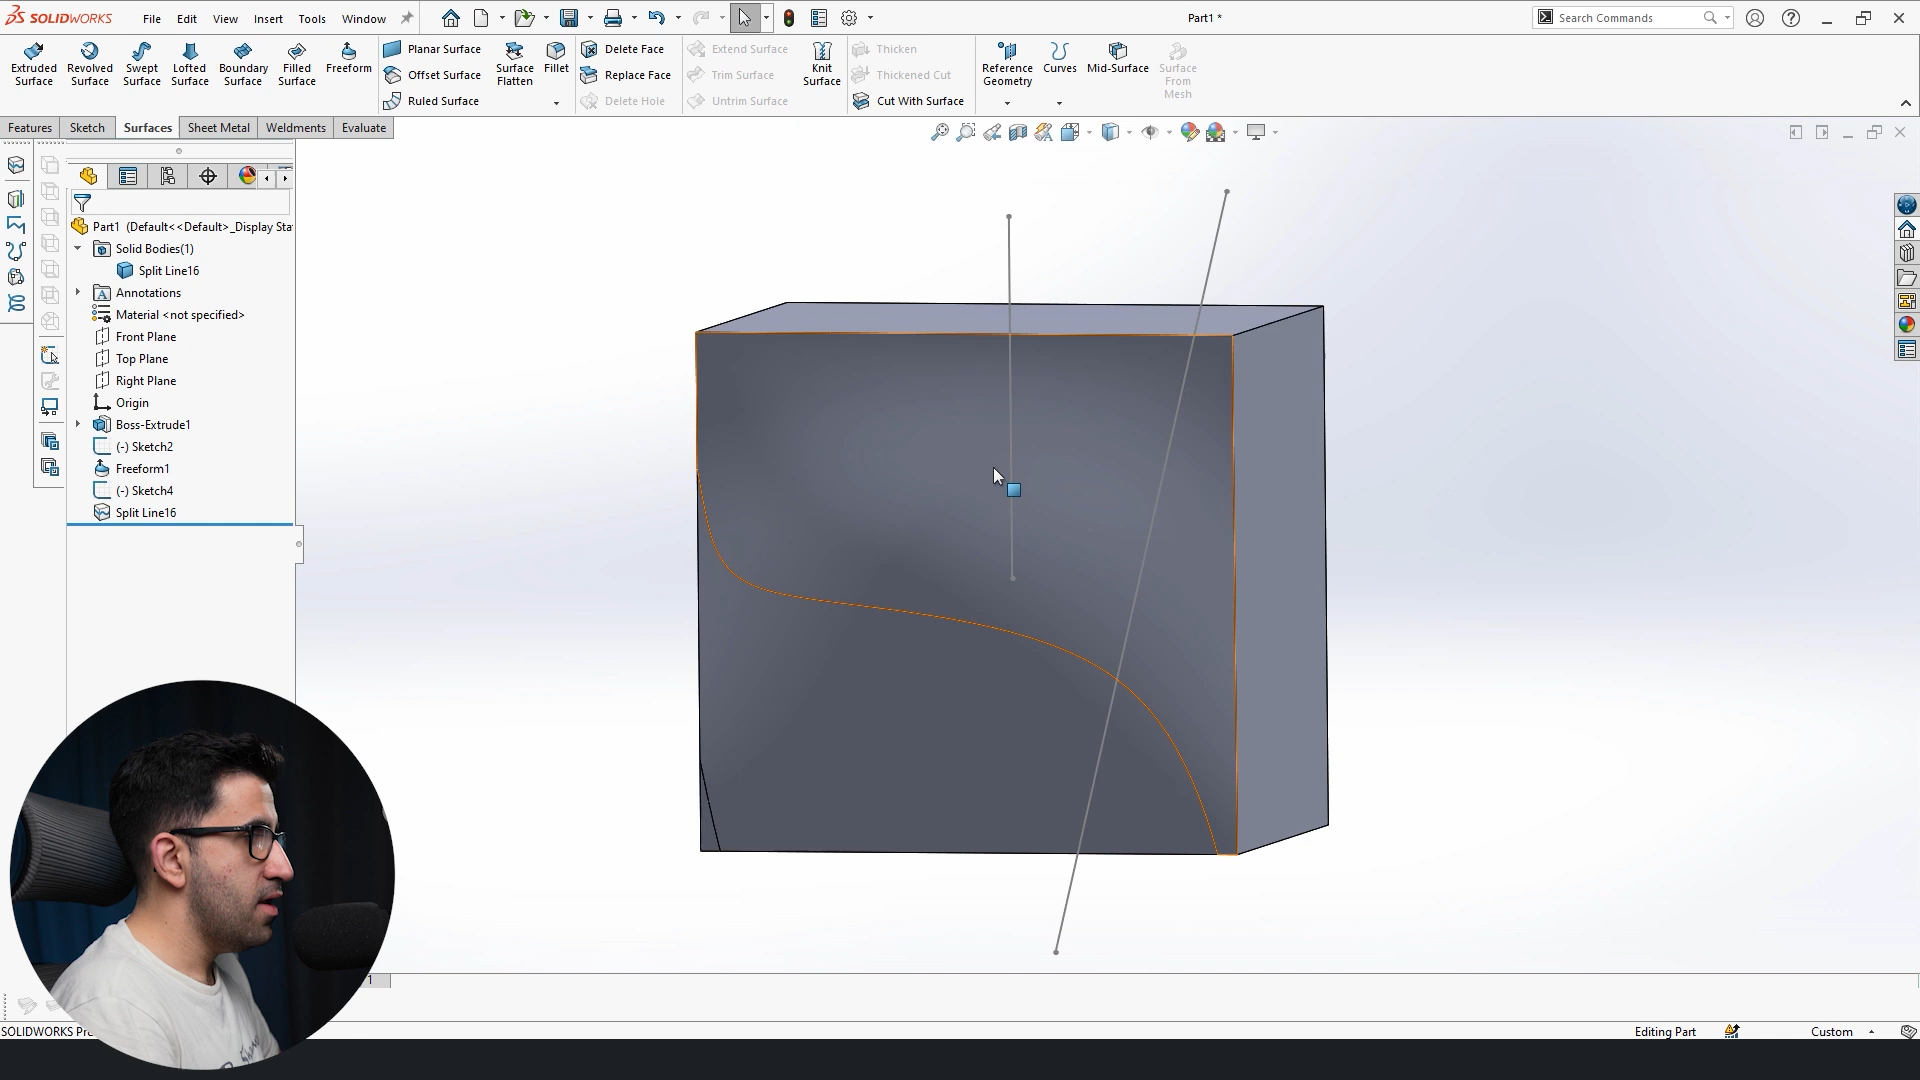 SOLIDWORKS
File Edit View Insert Tools Window
Part1 *
Search Commands
Extruded Surface
Revolved Surface
Swept Surface
Lofted Surface
Boundary Surface
Filled Surface
Freeform
Planar Surface
Offset Surface
Ruled Surface
Surface Flatten
Fillet
Delete Face
Replace Face
Delete Hole
Extend Surface
Trim Surface
Untrim Surface
Knit Surface
Thicken
Thickened Cut
Cut With Surface
Reference Geometry
Curves
Mid-Surface
Surface From Mesh
Features Sketch Surfaces Sheet Metal Weldments Evaluate
Part1 (Default<<Default>_Display Sta
Solid Bodies(1)
Split Line16
Annotations
Material <not specified>
Front Plane
Top Plane
Right Plane
Origin
Boss-Extrude1
(-) Sketch2
Freeform1
(-) Sketch4
Split Line16
1
SOLIDWORKS Pr
Editing Part
Custom